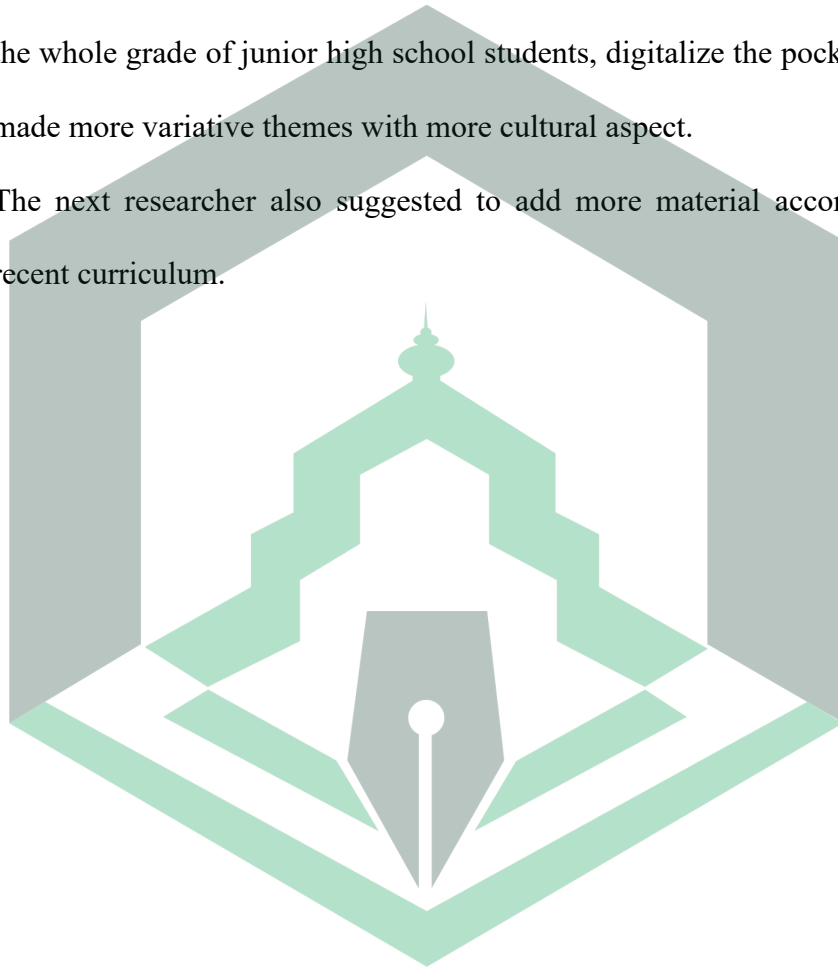 he whole grade of junior high school students, digitalize the pock
made more variative themes with more cultural aspect.
The next researcher also suggested to add more material accor
recent curriculum.